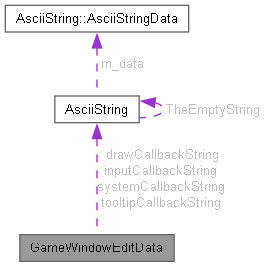 AsciiString::AsciiStringData
m_data
AsciiString
TheEmptyString
drawCallbackString
inputCallbackString
systemCallbackString
tooltipCallbackString
GameWindowEditData